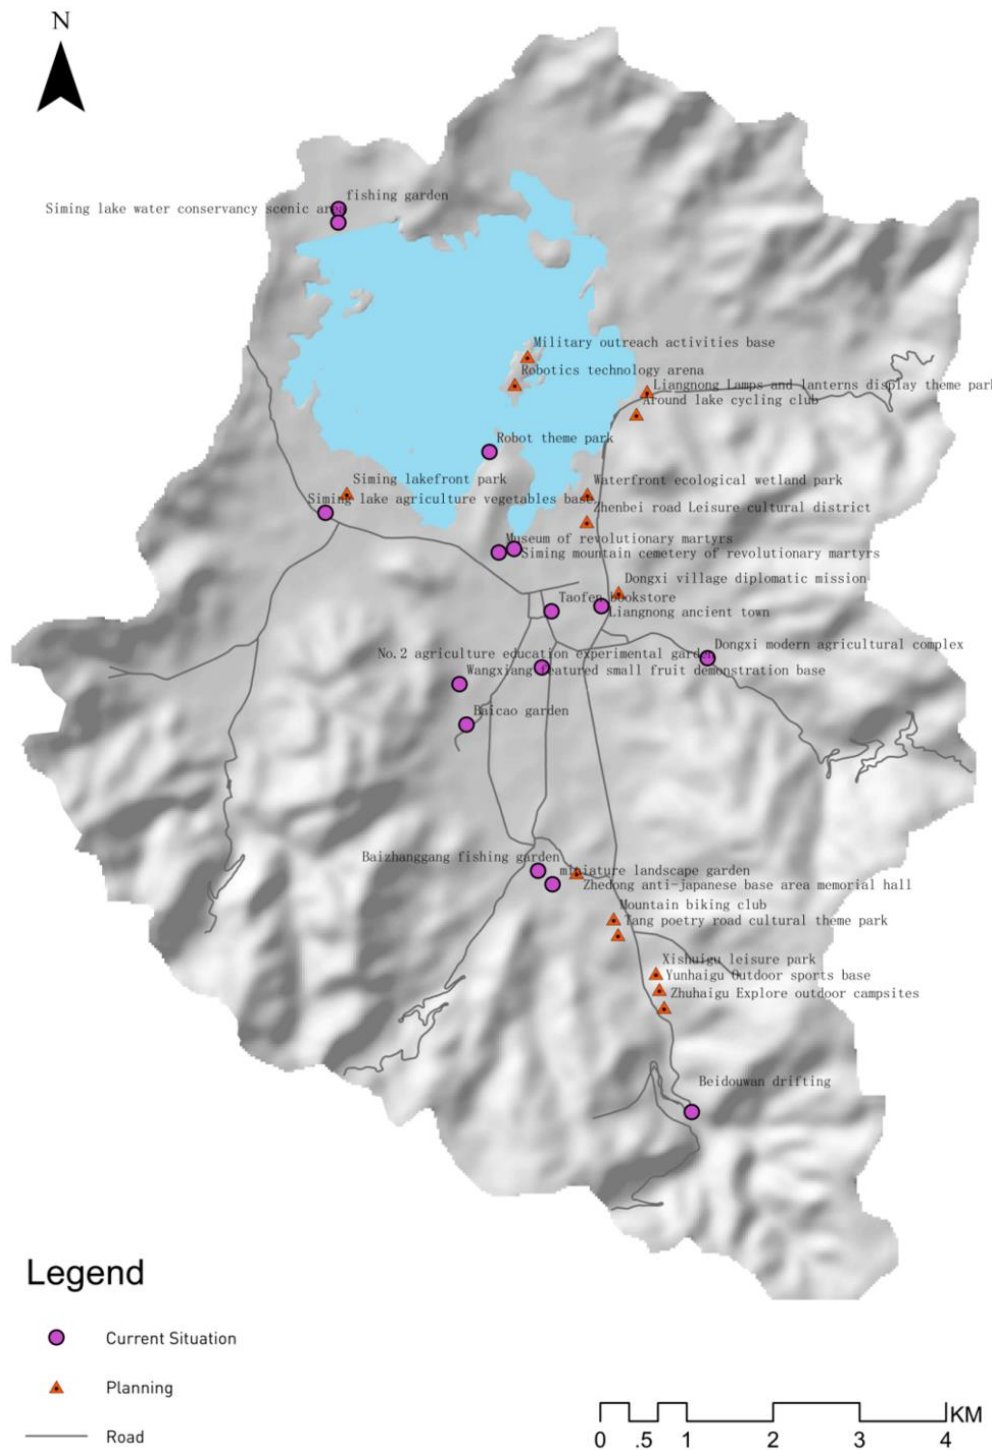 N
fishing garden
Siming lake water conservancy scenic area
Military outreach activities base
Robotics technology arena
Liangnong Lamps and lanterns display theme park
Around lake cycling club
Robot theme park
Siming lakefront park
Waterfront ecological wetland park
Siming lake agriculture vegetables base
Zhenbei road Leisure cultural district
Museum of revolutionary martyrs
Siming mountain cemetery of revolutionary martyrs
Dongxi village diplomatic mission
Taofen bookstore
Liangnong ancient town
Dongxi modern agricultural complex
No.2 agriculture education experimental garden
Wangxiang featured small fruit demonstration base
Baicao garden
Baizhanggang fishing garden
miniature landscape garden
Zhedong anti-japanese base area memorial hall
Mountain biking club
Tang poetry road cultural theme park
Xishuigu leisure park
Yunhaigu Outdoor sports base
Zhuhaigu Explore outdoor campsites
Beidouwan drifting
Legend
Current Situation
Planning
Road
KM
0 .5 1 2 3 4